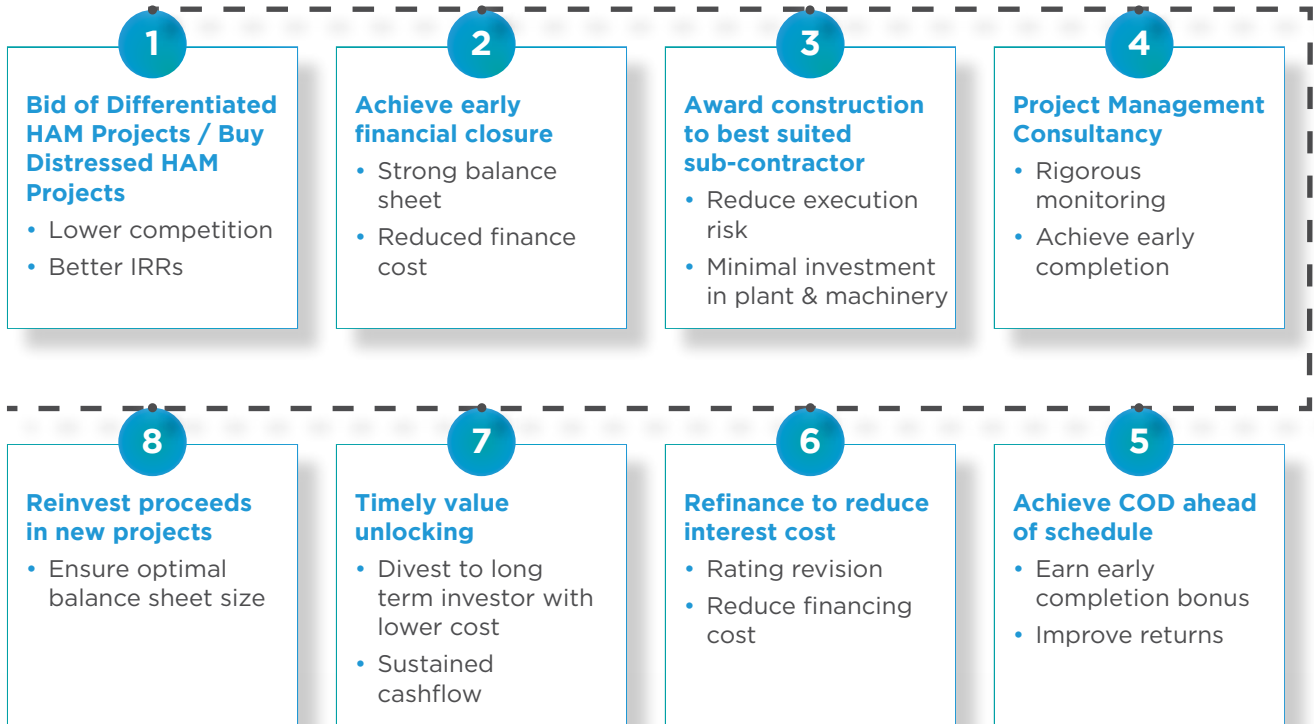 1
Bid of Differentiated
HAM Projects / Buy
Distressed HAM
Projects
• Lower competition
• Better IRRs
2
Achieve early
financial closure
• Strong balance
sheet
• Reduced finance
cost
3
Award construction
to best suited
sub-contractor
• Reduce execution
risk
• Minimal investment
in plant & machinery
4
Project Management
Consultancy
• Rigorous
monitoring
• Achieve early
completion
5
Achieve COD ahead
of schedule
• Earn early
completion bonus
• Improve returns
6
Refinance to reduce
interest cost
• Rating revision
• Reduce financing
cost
7
Timely value
unlocking
• Divest to long
term investor with
lower cost
• Sustained
cashflow
8
Reinvest proceeds
in new projects
• Ensure optimal
balance sheet size